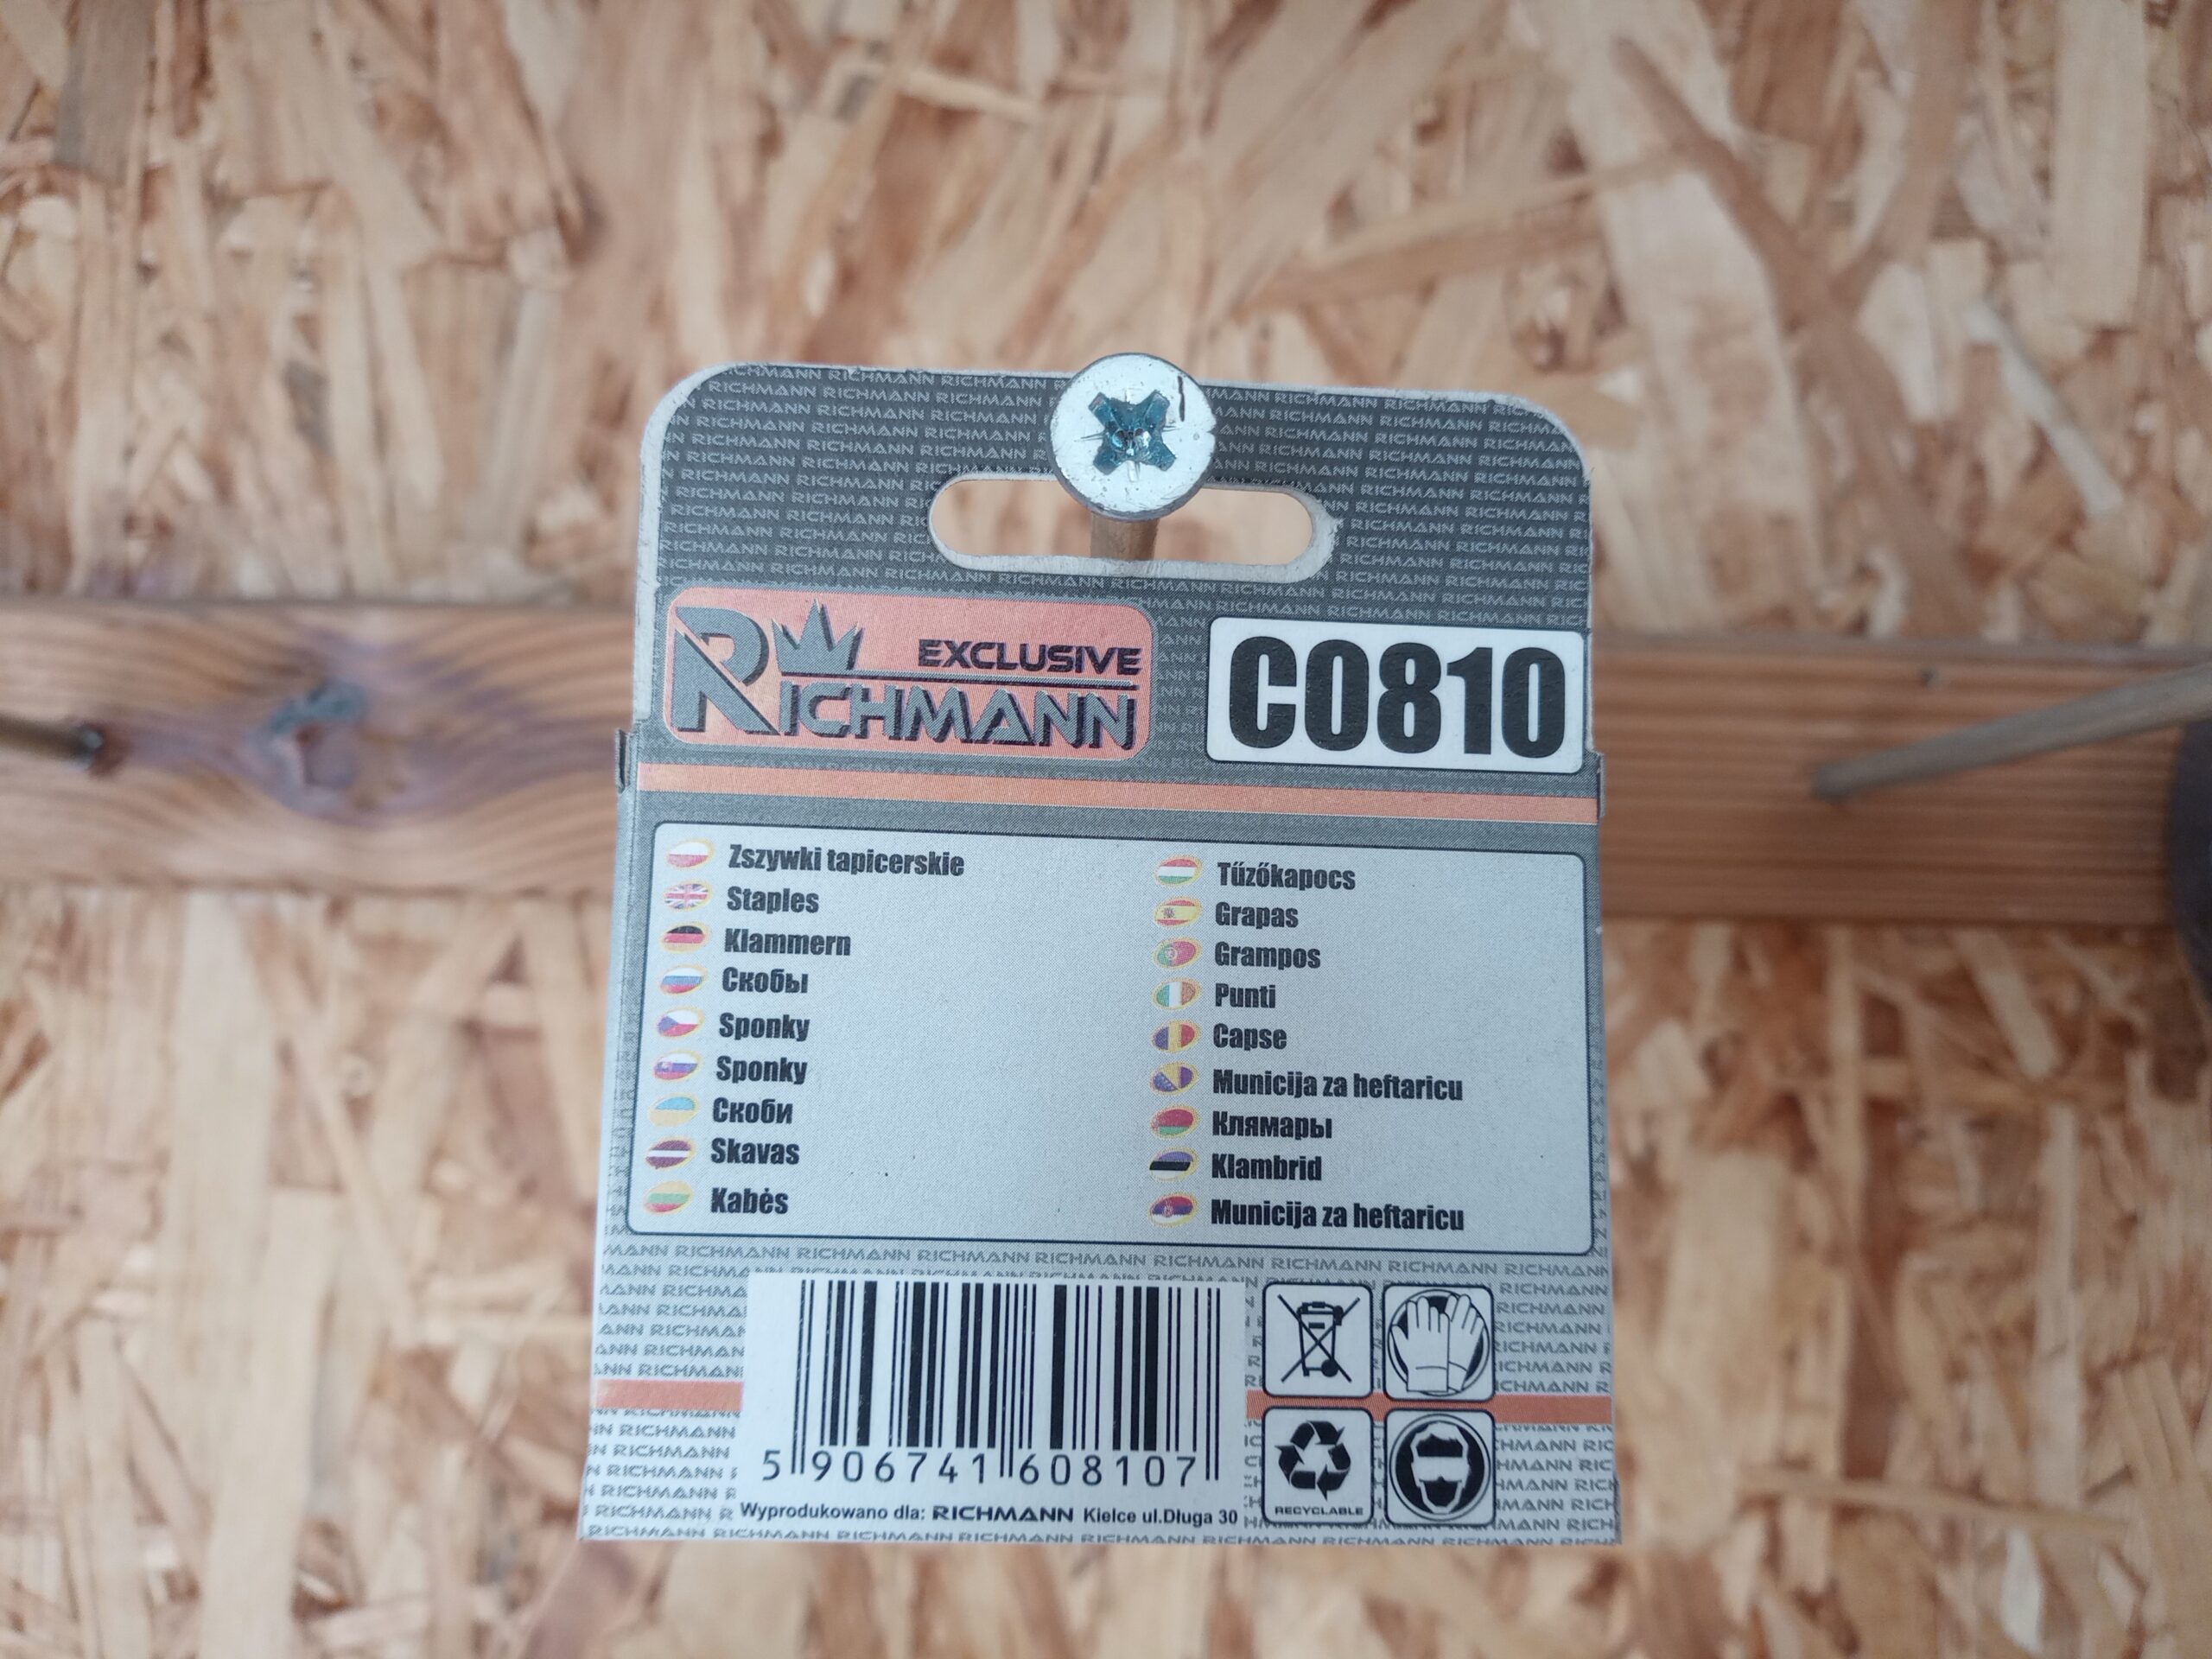 EXCLUSIVE
RICHMANN
C0810
Zszywki tapicerskie
Staples
Klammern
Скобы
Sponky
Sponky
Скоби
Skavas
Kabės
Tűzőkapocs
Grapas
Grampos
Punti
Capse
Municija za heftaricu
Клямары
Klambrid
Municija za heftaricu
5 906741 608107
Wyprodukowano dla: RICHMANN Kielce ul.Długa 30
RECYCLABLE